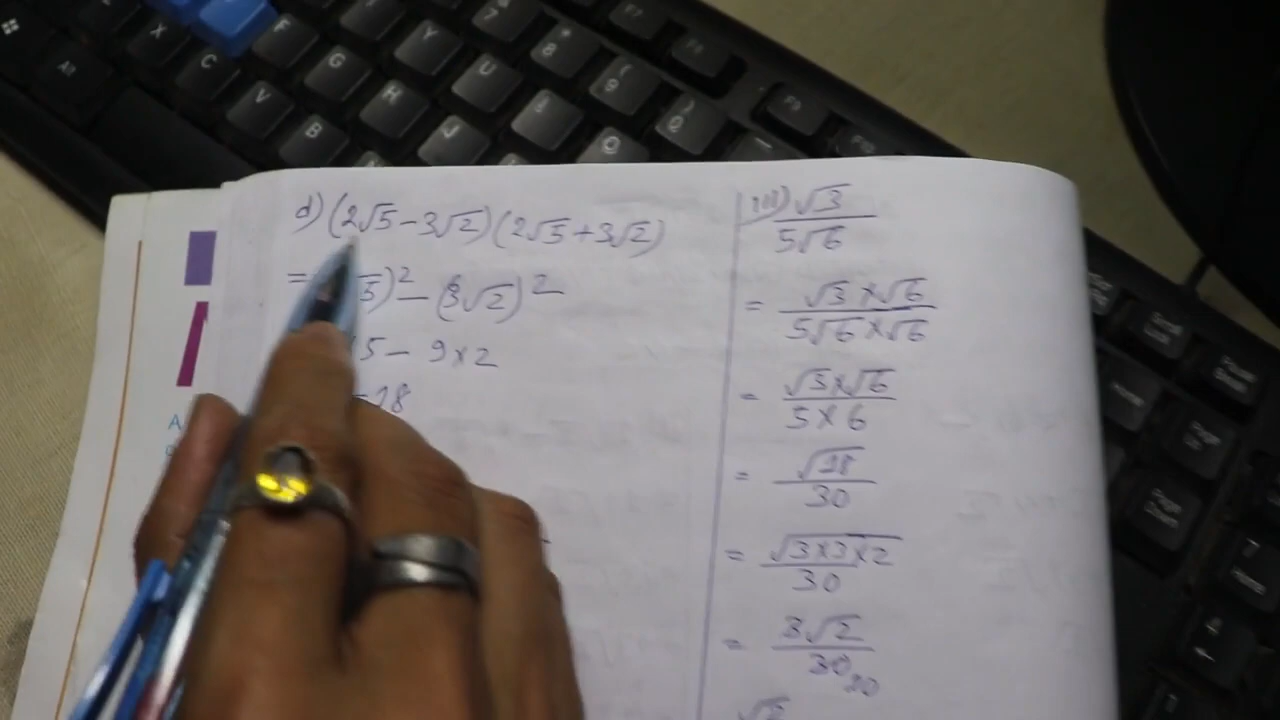 d) (2√5 - 3√2)(2√5 + 3√2)
= 5)² - (3√2)²
5 - 9×2
- 18
iii) √3 / 5√6
= √3 × √6 / 5√6 × √6
= √3×√6 / 5×6
= √18 / 30
= √3×3×2 / 30
= 3√2 / 30 10
√2